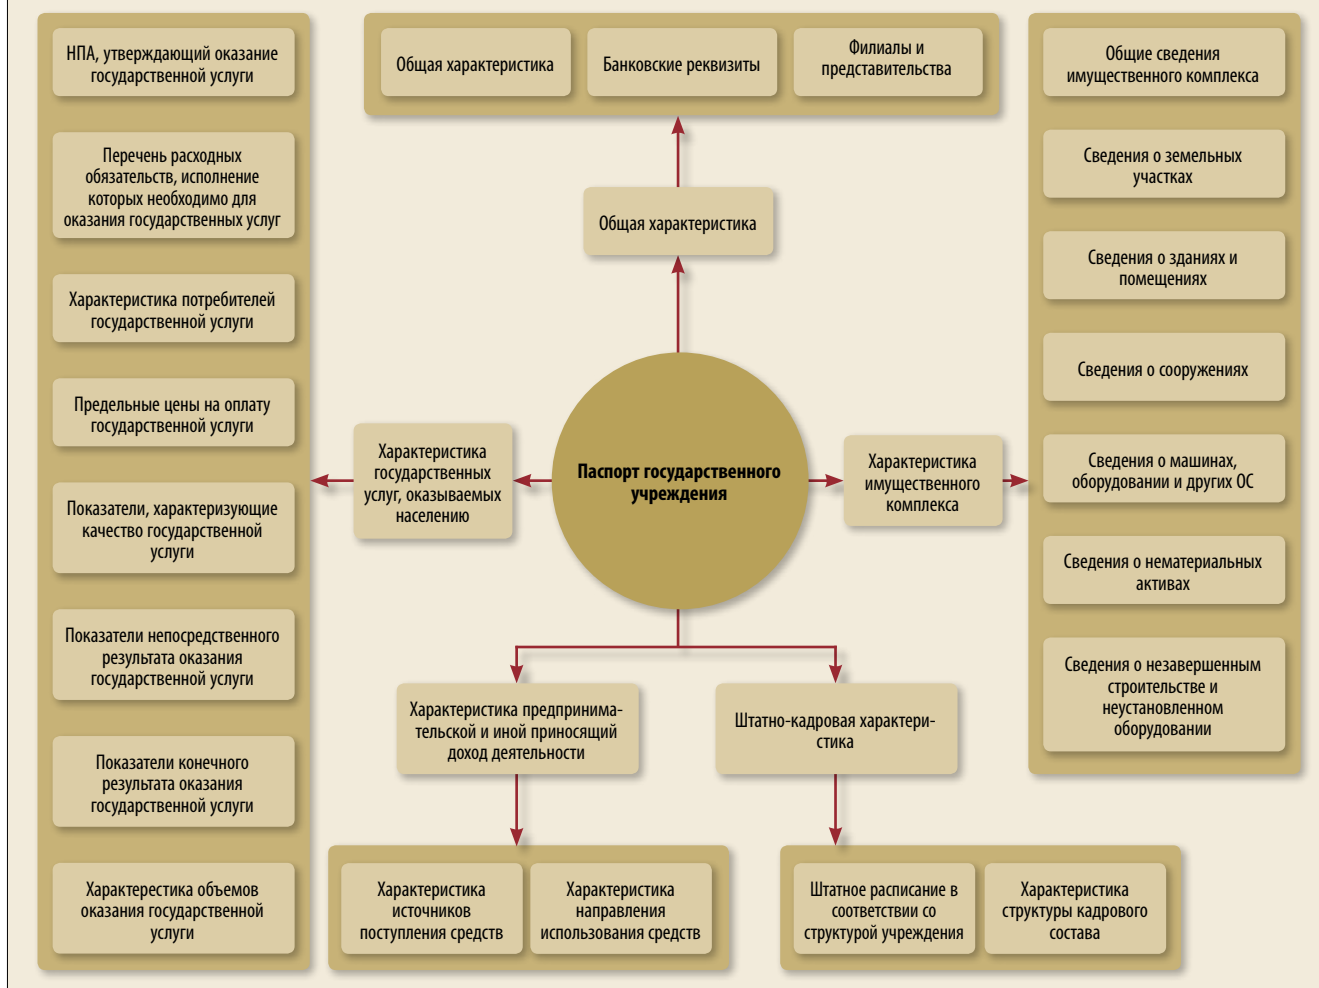 НПА, утверждающий оказание
государственной услуги
Перечень расходных
обязательств, исполнение
которых необходимо для
оказания государственных услуг
Характеристика потребителей
государственной услуги
Предельные цены на оплату
государственной услуги
Показатели, характеризующие
качество государственной
услуги
Показатели непосредственного
результата оказания
государственной услуги
Показатели конечного
результата оказания
государственной услуги
Характерестика объемов
оказания государственной
услуги
Общая характеристика
Банковские реквизиты
Филиалы и
представительства
Общая характеристика
Характеристика
государственных
услуг, оказываемых
населению
Паспорт государственного
учреждения
Характеристика
имущественного
комплекса
Общие сведения
имущественного комплекса
Сведения о земельных
участках
Сведения о зданиях и
помещениях
Сведения о сооружениях
Сведения о машинах,
оборудовании и других ОС
Сведения о нематериальных
активах
Сведения о незавершенным
строительстве и
неустановленном
оборудовании
Характеристика предпринима-
тельской и иной приносящий
доход деятельности
Штатно-кадровая характери-
стика
Характеристика
источников
поступления средств
Характеристика
направления
использования средств
Штатное расписание в
соответствии со
структурой учреждения
Характеристика
структуры кадрового
состава